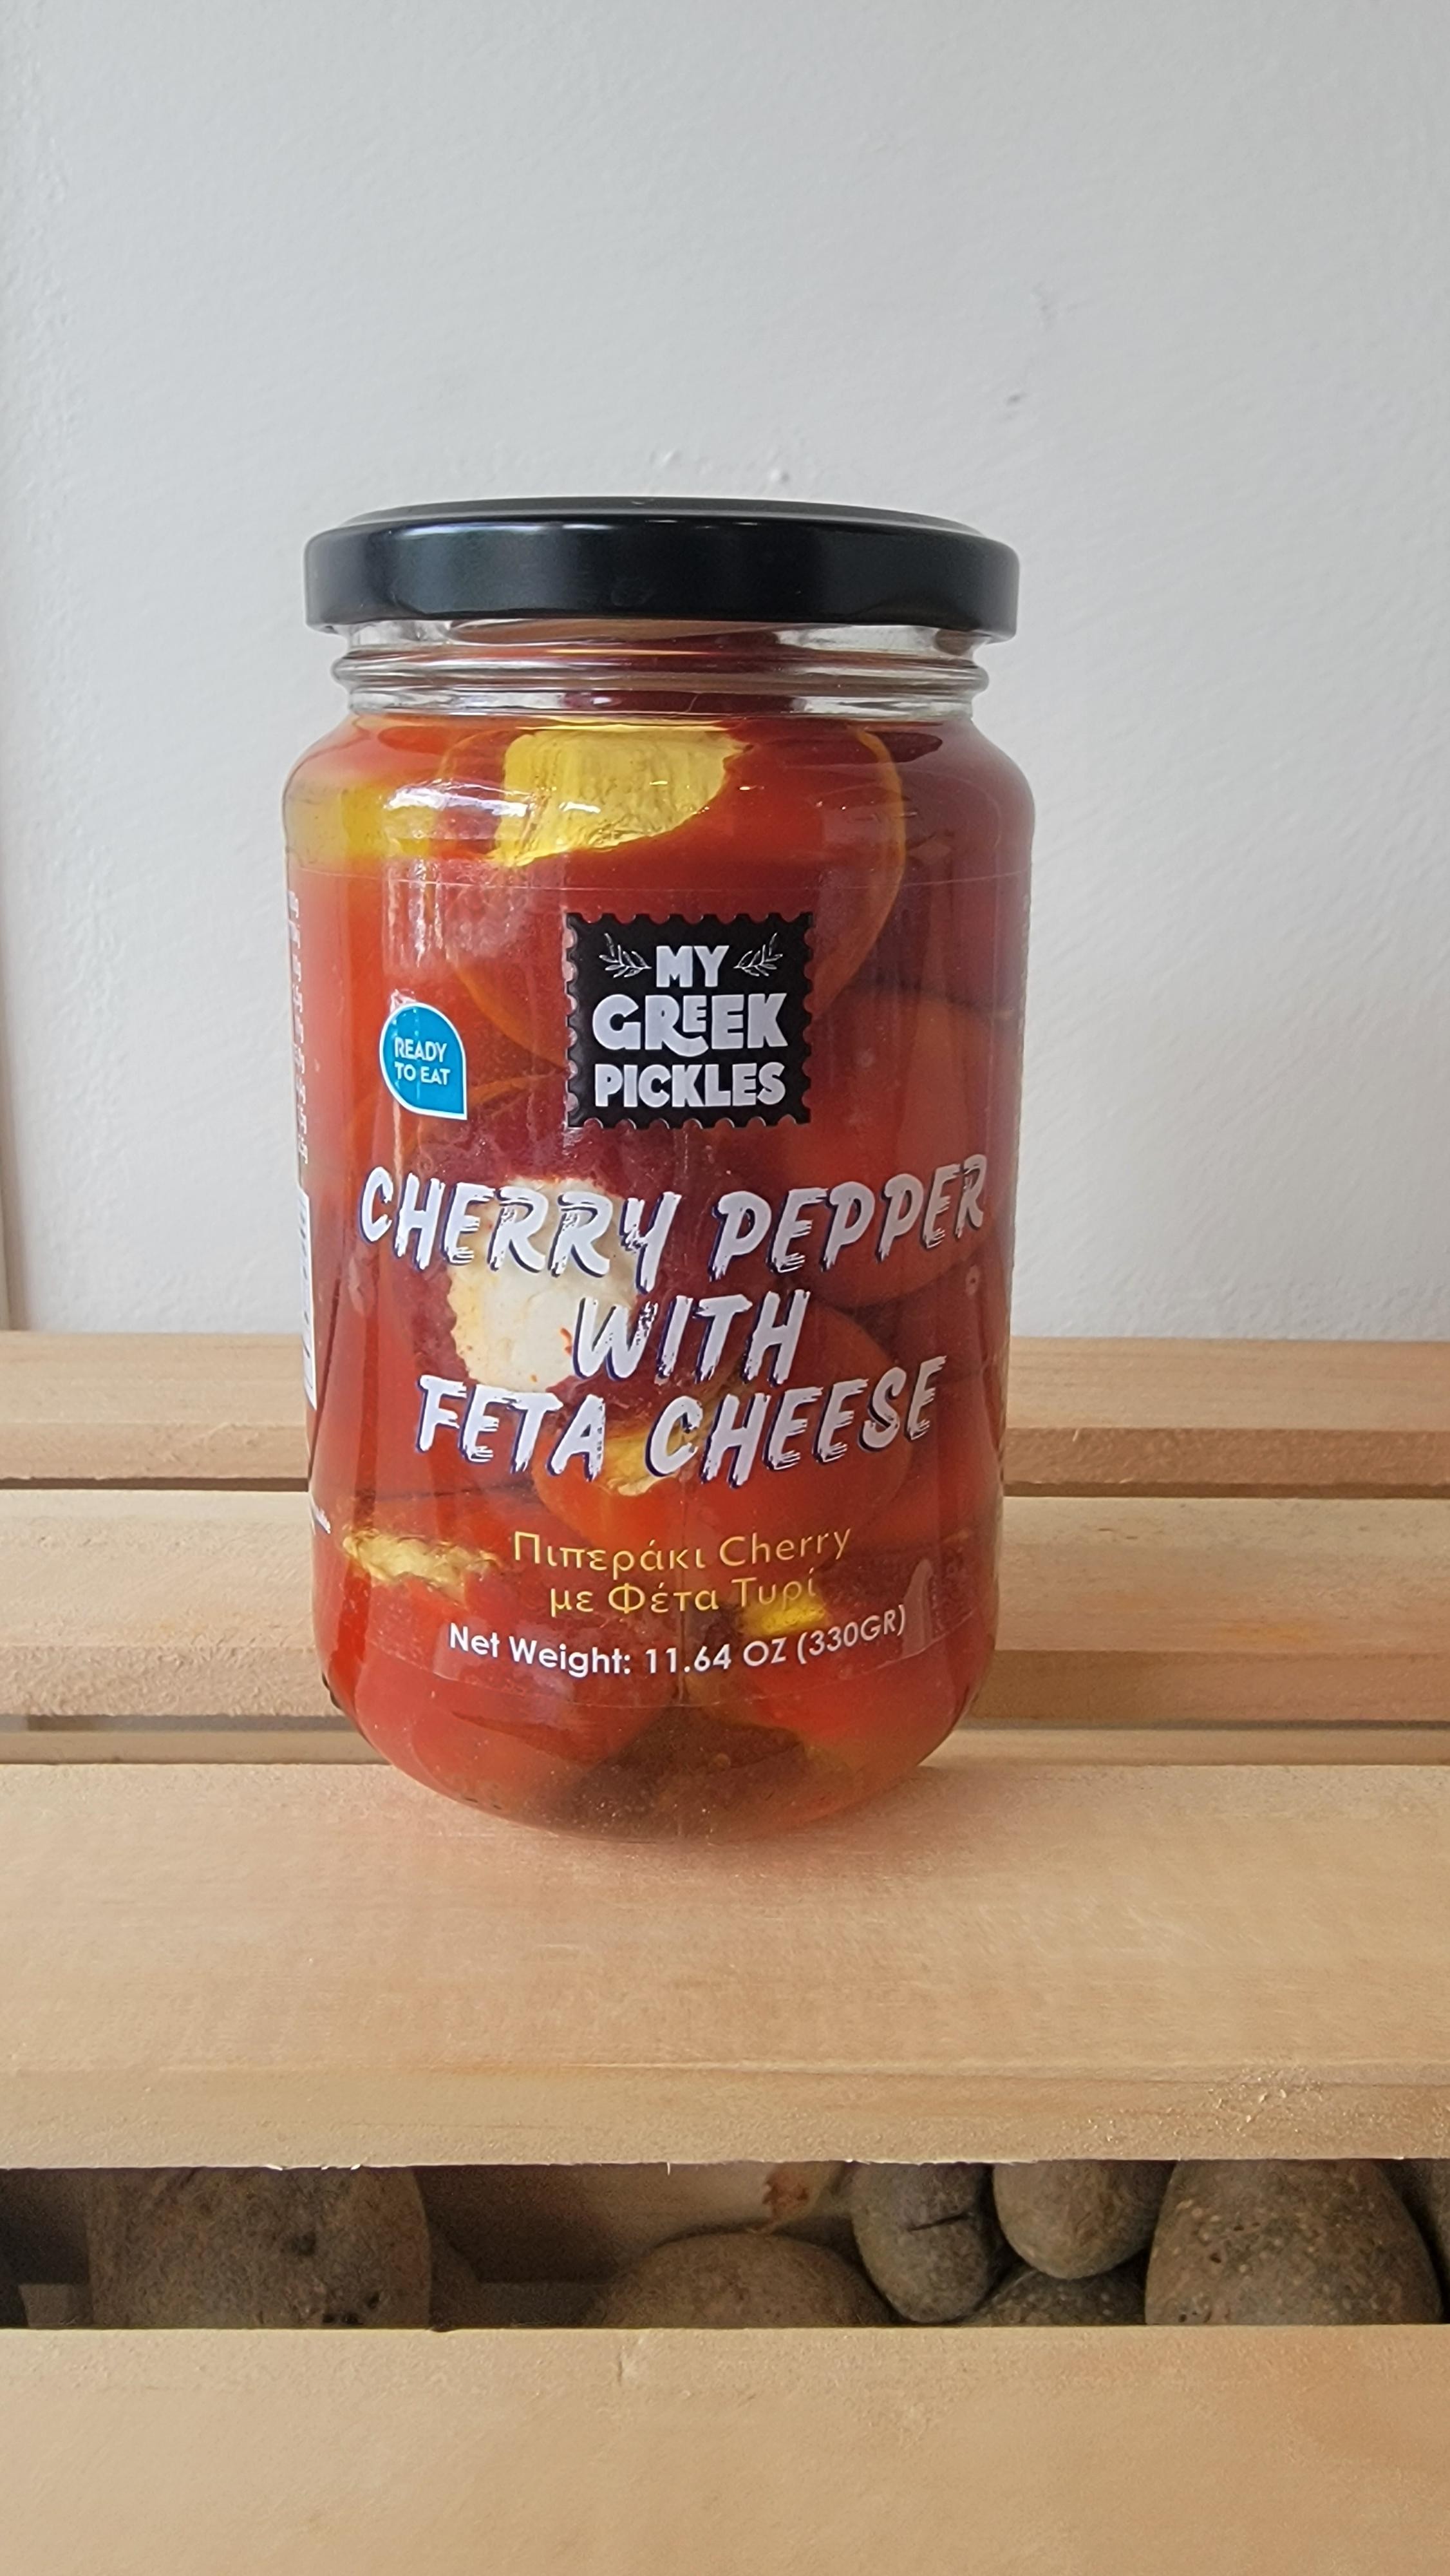 MY
GREEK
PICKLES
READY
TO EAT
CHERRY PEPPER
WITH
FETA CHEESE
Πιπεράκι Cherry
με Φέτα Τυρί
Net Weight: 11.64 OZ (330GR)